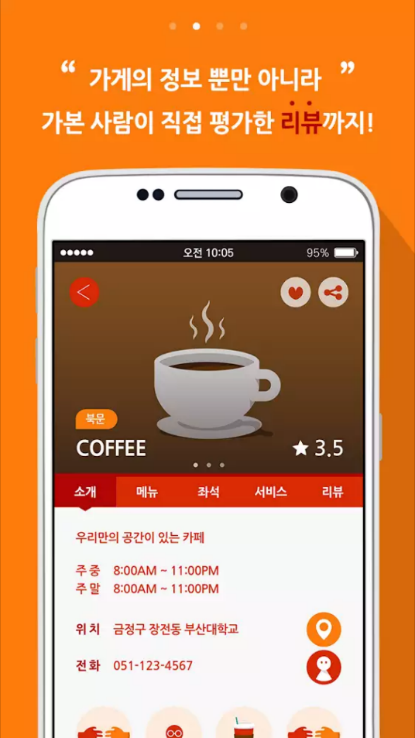 “ 가게의 정보 뿐만 아니라 ”
가본 사람이 직접 평가한 리뷰까지!
오전 10:05
95%
북문
COFFEE
★ 3.5
소개 메뉴 좌석 서비스 리뷰
우리만의 공간이 있는 카페
주 중 8:00AM ~ 11:00PM
주 말 8:00AM ~ 11:00PM
위 치 금정구 장전동 부산대학교
전 화 051-123-4567